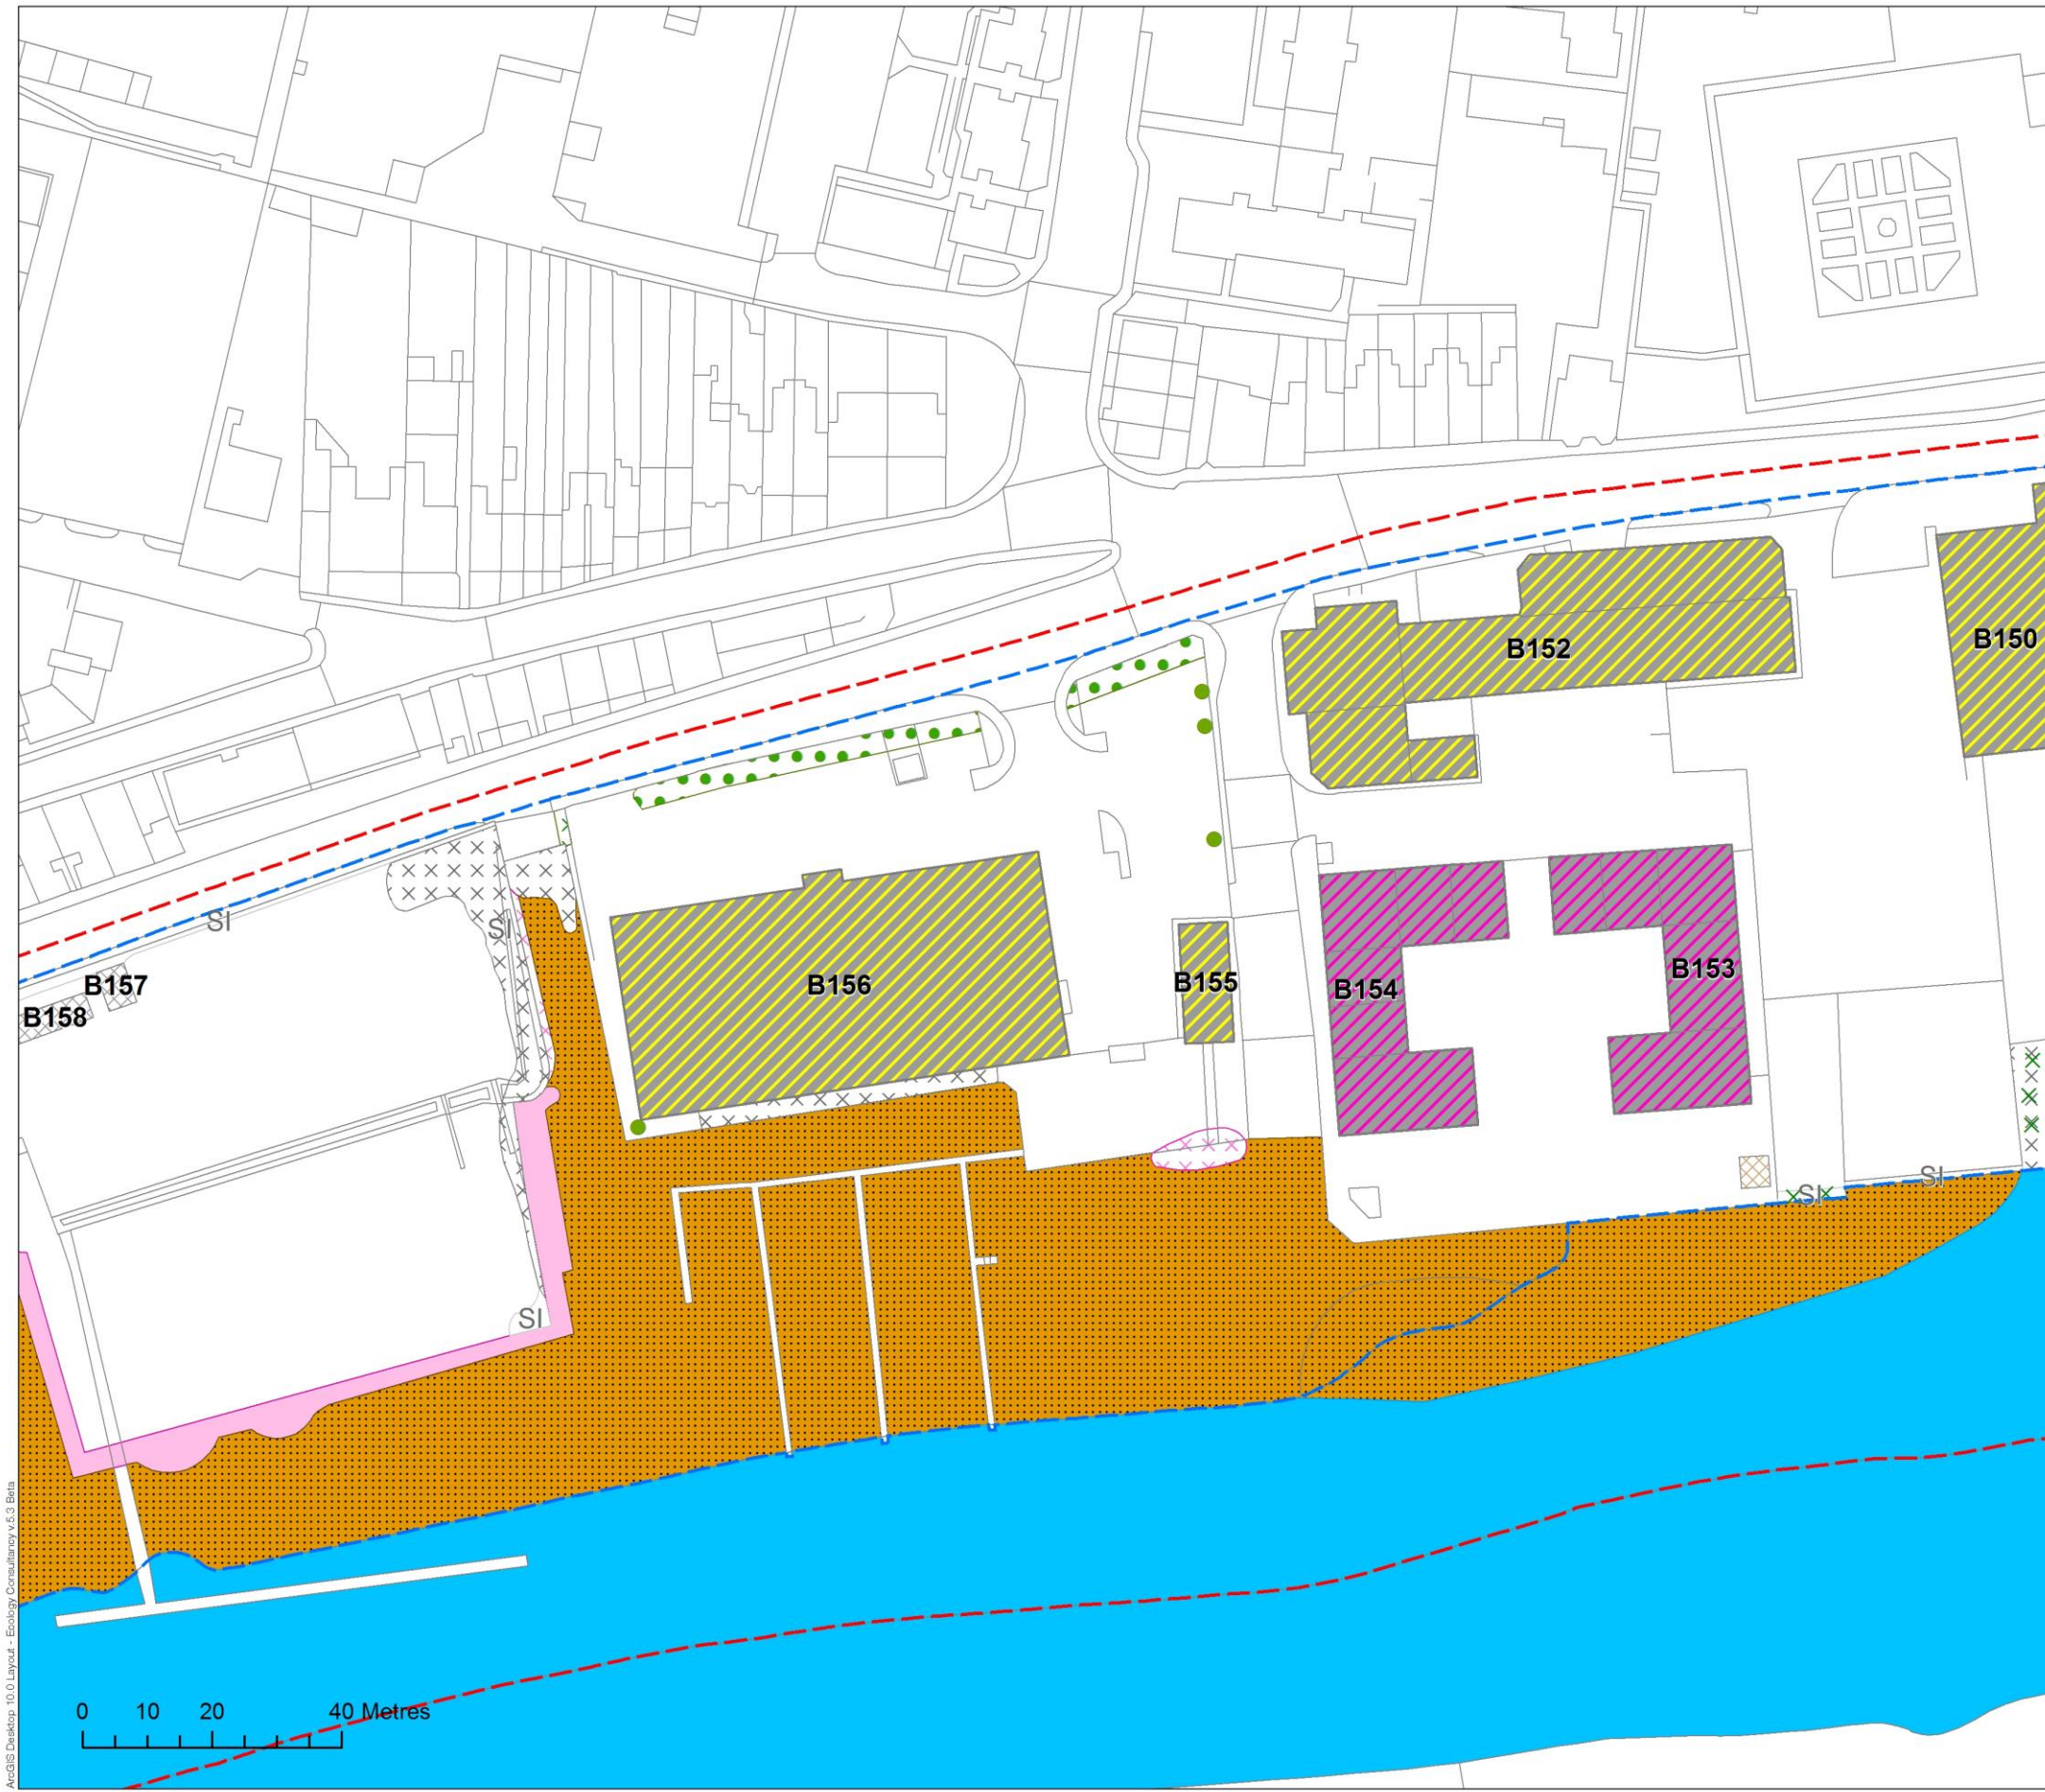 B152
B150
SI
SI
B157
B158
B156
B155
B154
B153
SI
SI
SI
0 10 20 40 Metres
ArcGIS Desktop 10.0 Layout - Ecology Consultancy v.5.3 Beta